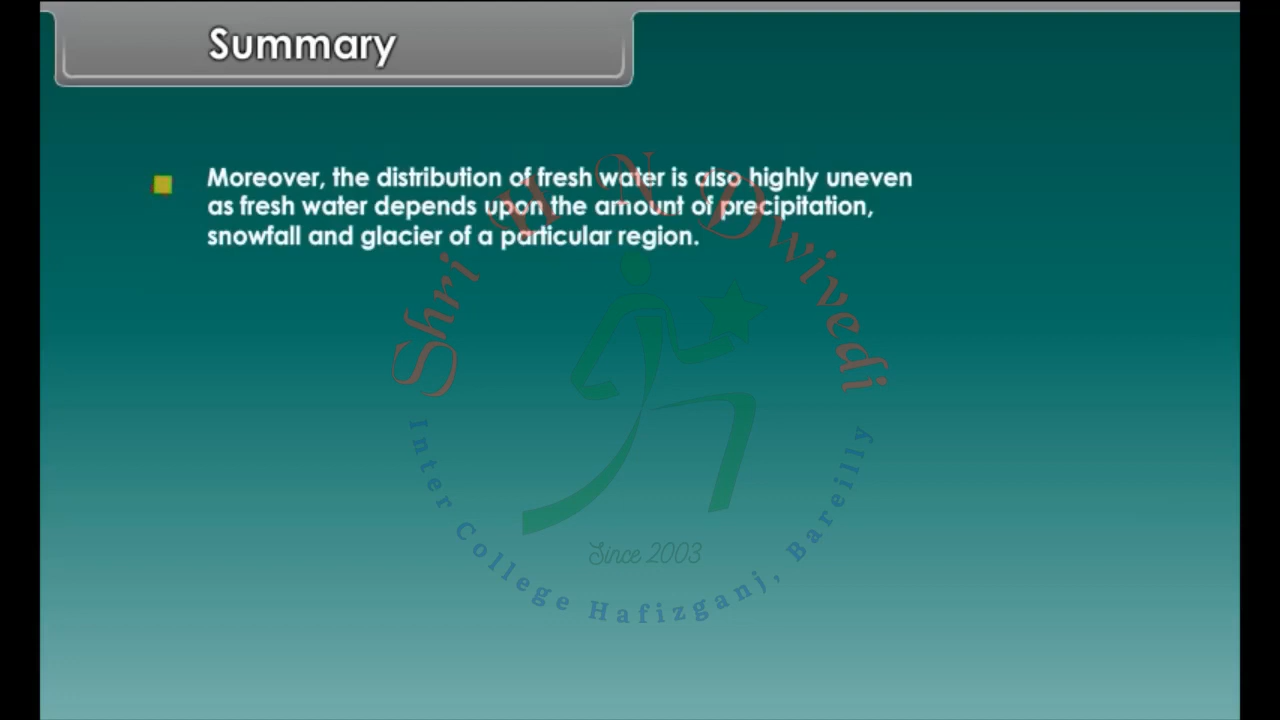 Summary
Moreover, the distribution of fresh water is also highly uneven
as fresh water depends upon the amount of precipitation,
snowfall and glacier of a particular region.
Shri H N Dwivedi
Since 2003
Inter College Hafizganj, Bareilly